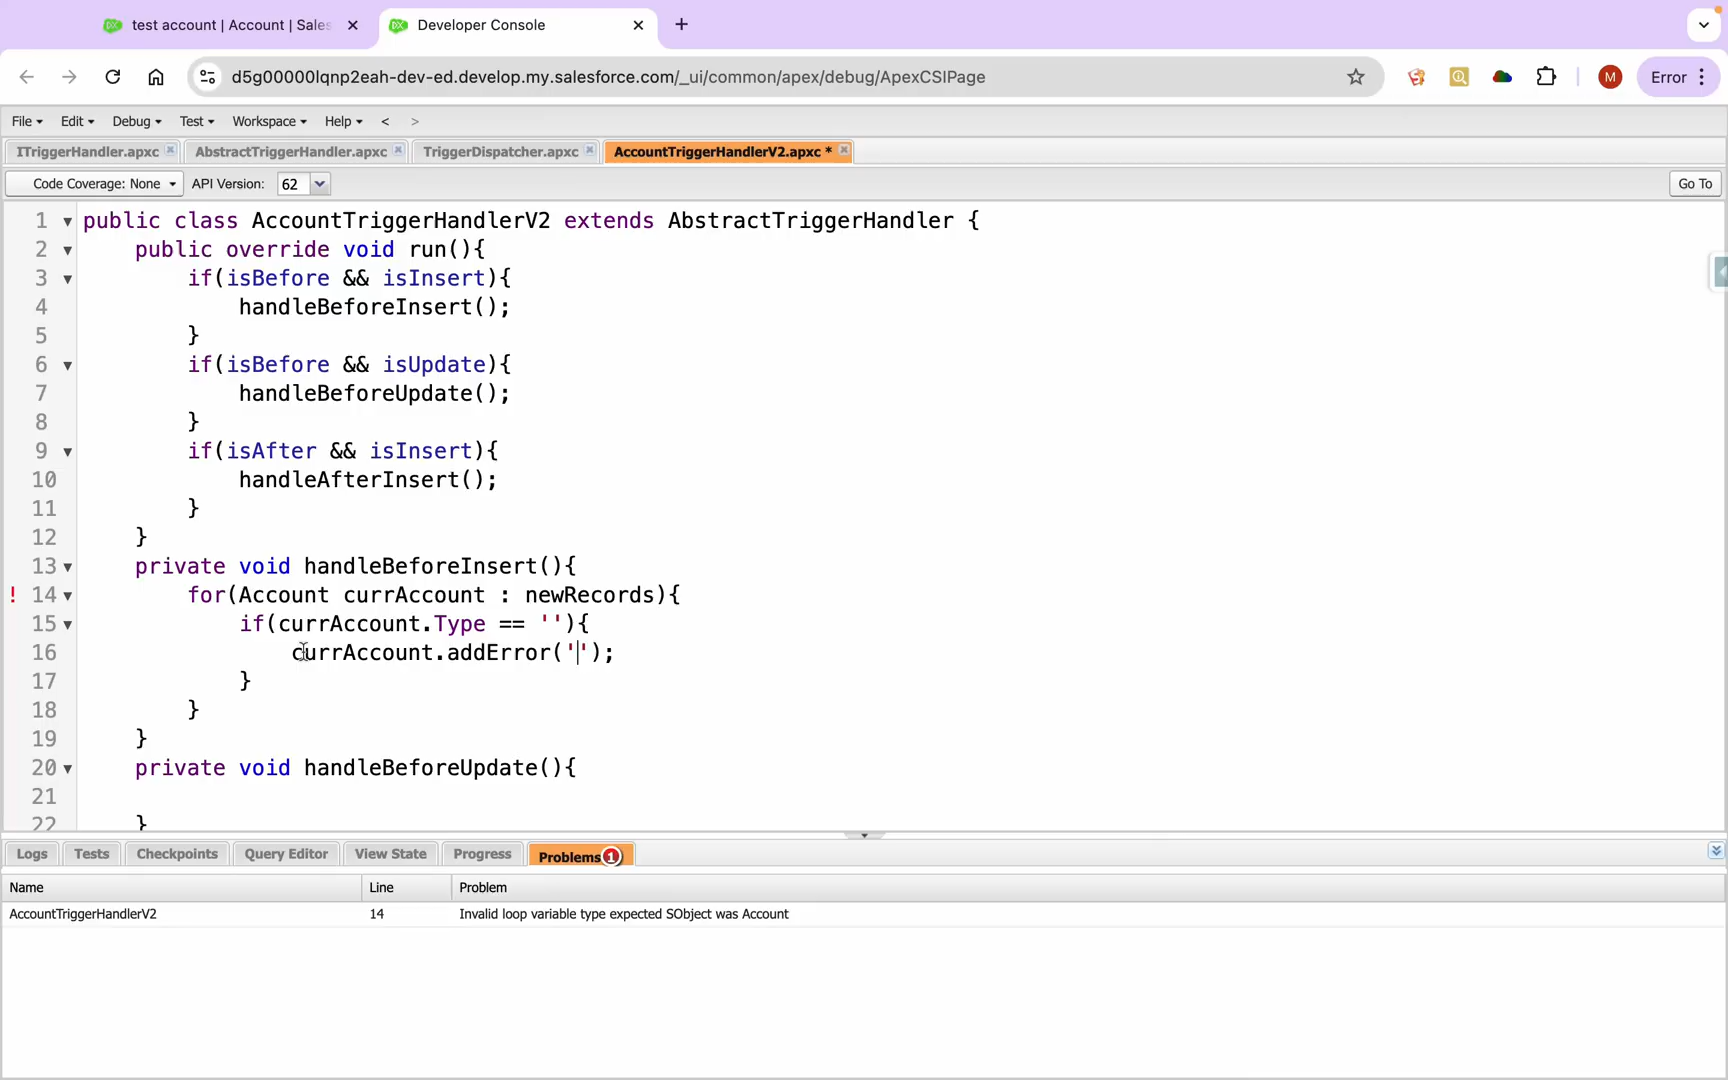 test account | Account | Sales
Developer Console
d5g00000lqnp2eah-dev-ed.develop.my.salesforce.com/_ui/common/apex/debug/ApexCSIPage
M
Error
File Edit Debug Test Workspace Help < >
ITriggerHandler.apxc AbstractTriggerHandler.apxc TriggerDispatcher.apxc AccountTriggerHandlerV2.apxc *
Code Coverage: None API Version: 62 Go To
1 public class AccountTriggerHandlerV2 extends AbstractTriggerHandler {
2 public override void run(){
3 if(isBefore && isInsert){
4 handleBeforeInsert();
5 }
6 if(isBefore && isUpdate){
7 handleBeforeUpdate();
8 }
9 if(isAfter && isInsert){
10 handleAfterInsert();
11 }
12 }
13 private void handleBeforeInsert(){
! 14 for(Account currAccount : newRecords){
15 if(currAccount.Type == ''){
16 currAccount.addError('');
17 }
18 }
19 }
20 private void handleBeforeUpdate(){
21
22 }
Logs Tests Checkpoints Query Editor View State Progress Problems 1
Name Line Problem
AccountTriggerHandlerV2 14 Invalid loop variable type expected SObject was Account